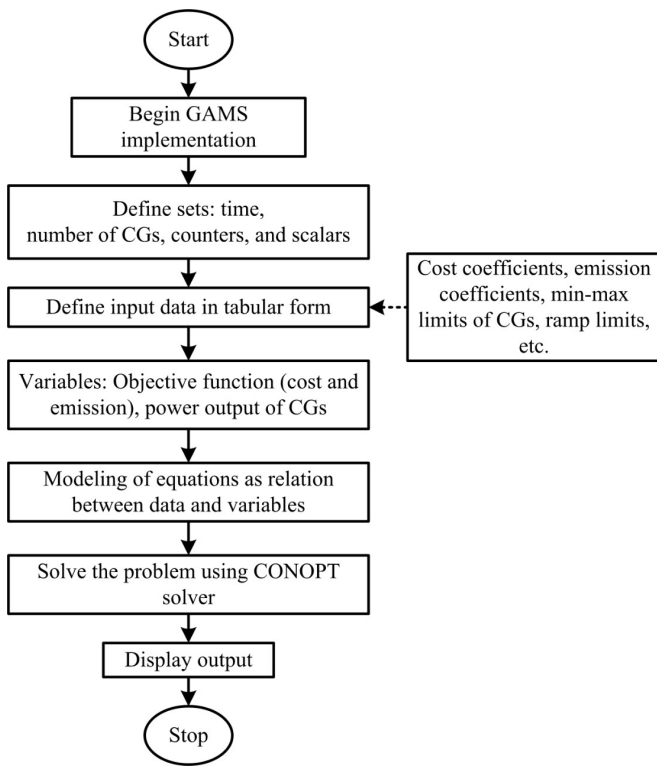 Start
Begin GAMS
implementation
Define sets: time,
number of CGs, counters, and scalars
Define input data in tabular form
Cost coefficients, emission
coefficients, min-max
limits of CGs, ramp limits,
etc.
Variables: Objective function (cost and
emission), power output of CGs
Modeling of equations as relation
between data and variables
Solve the problem using CONOPT
solver
Display output
Stop